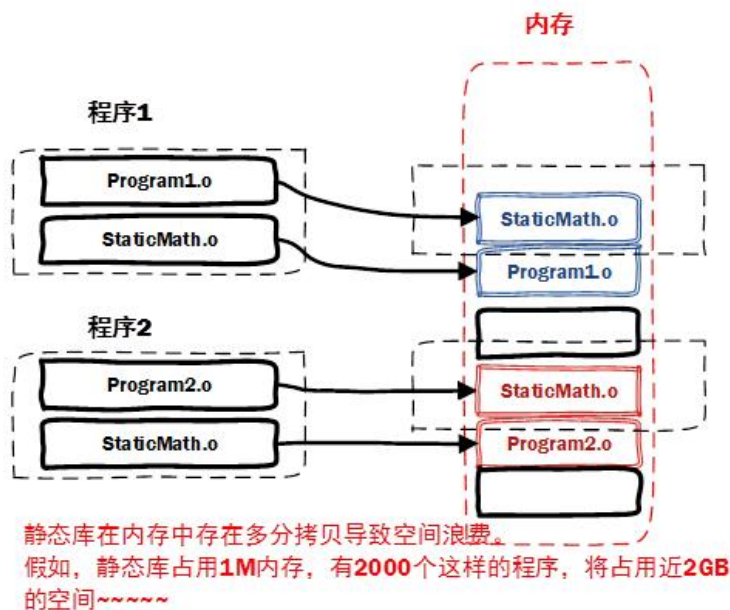 内存
程序1
Program1.o
StaticMath.o
StaticMath.o
Program1.o
程序2
Program2.o
StaticMath.o
StaticMath.o
Program2.o
静态库在内存中存在多分拷贝导致空间浪费。
假如，静态库占用1M内存，有2000个这样的程序，将占用近2GB
的空间~~~~~